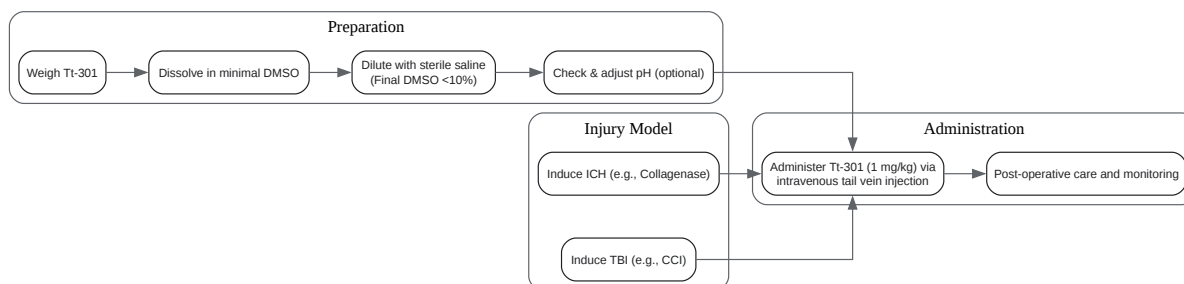 Preparation
Weigh Tt-301
Dissolve in minimal DMSO
Dilute with sterile saline
(Final DMSO <10%)
Check & adjust pH (optional)
Injury Model
Induce ICH (e.g., Collagenase)
Induce TBI (e.g., CCI)
Administration
Administer Tt-301 (1 mg/kg) via
intravenous tail vein injection
Post-operative care and monitoring